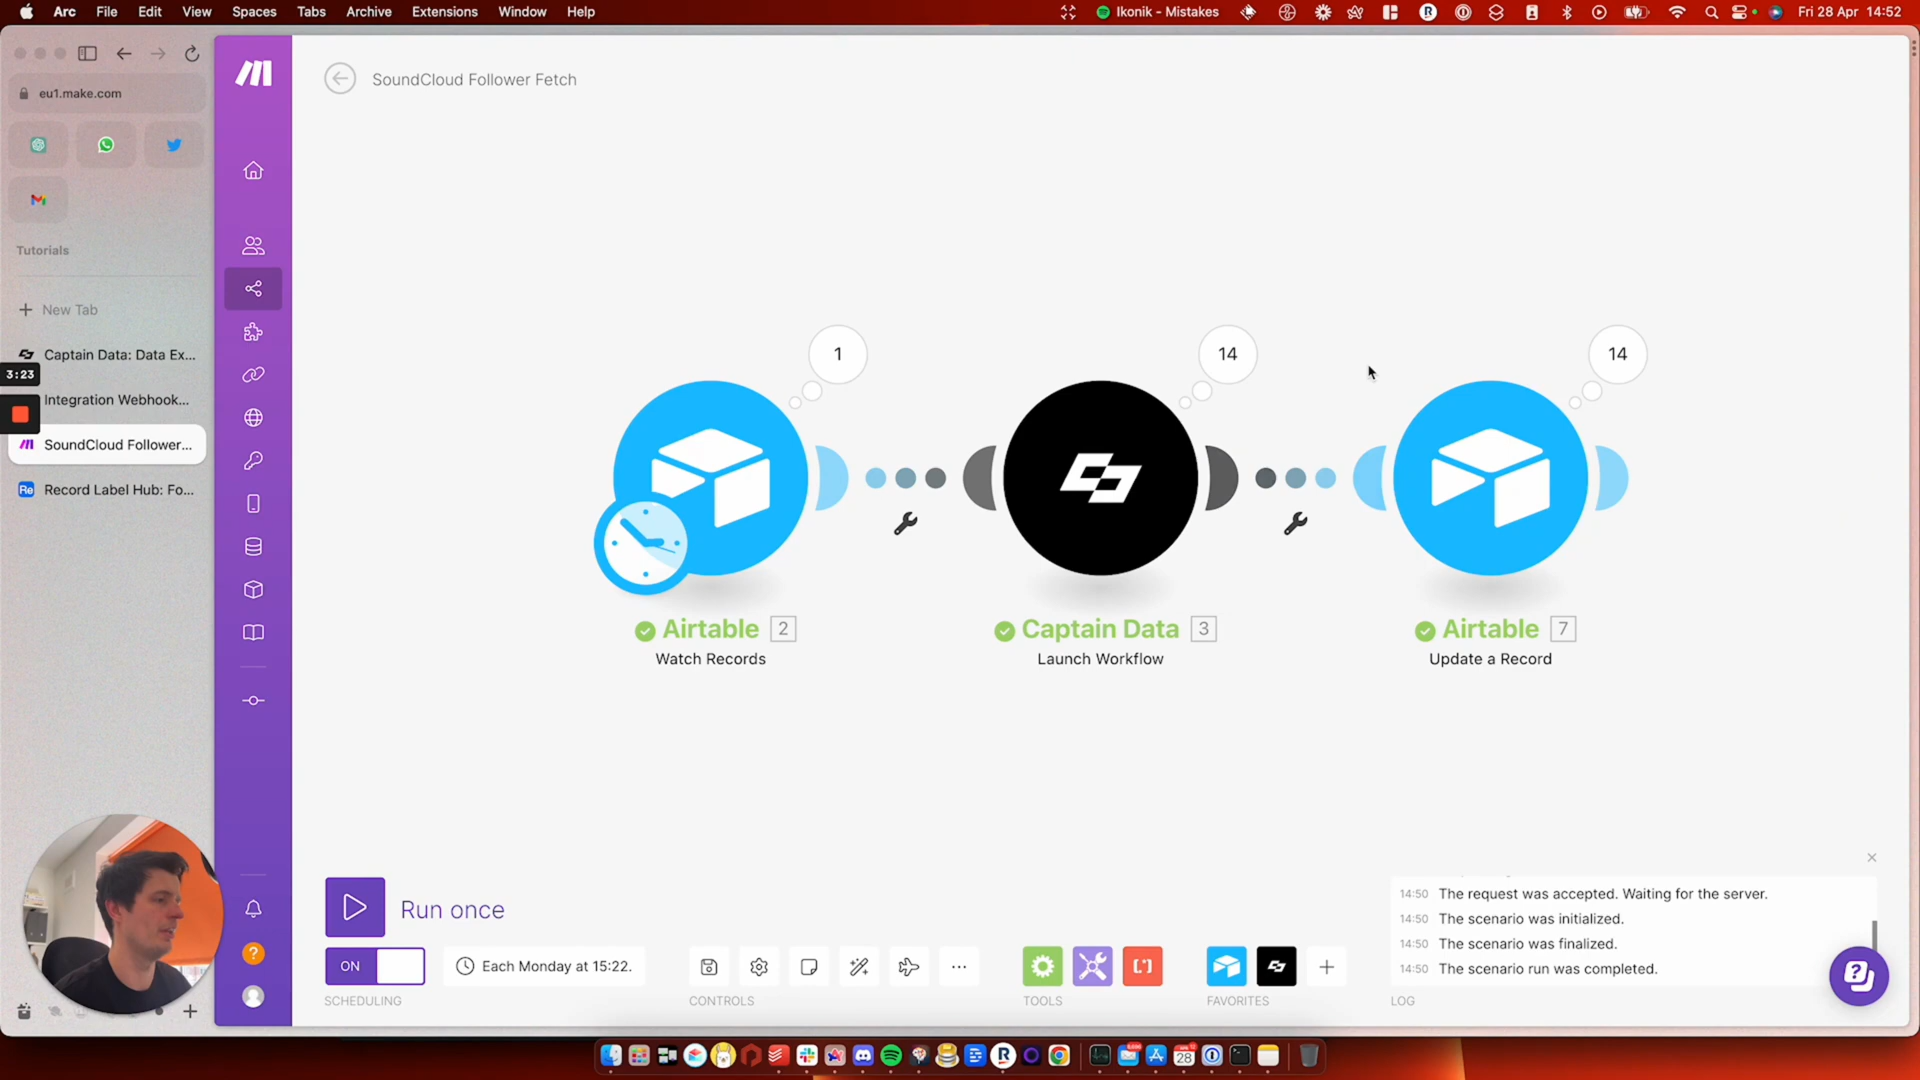 Arc File Edit View Spaces Tabs Archive Extensions Window Help
Ikonik - Mistakes
Fri 28 Apr 14:52
eu1.make.com
SoundCloud Follower Fetch
Tutorials
New Tab
Captain Data: Data Ex...
3:23
Integration Webhook...
SoundCloud Follower...
Re
Record Label Hub: Fo...
1
14
14
Airtable 2
Watch Records
Captain Data 3
Launch Workflow
Airtable 7
Update a Record
Run once
ON
Each Monday at 15:22.
SCHEDULING
CONTROLS
TOOLS
FAVORITES
LOG
14:50 The request was accepted. Waiting for the server.
14:50 The scenario was initialized.
14:50 The scenario was finalized.
14:50 The scenario run was completed.
28